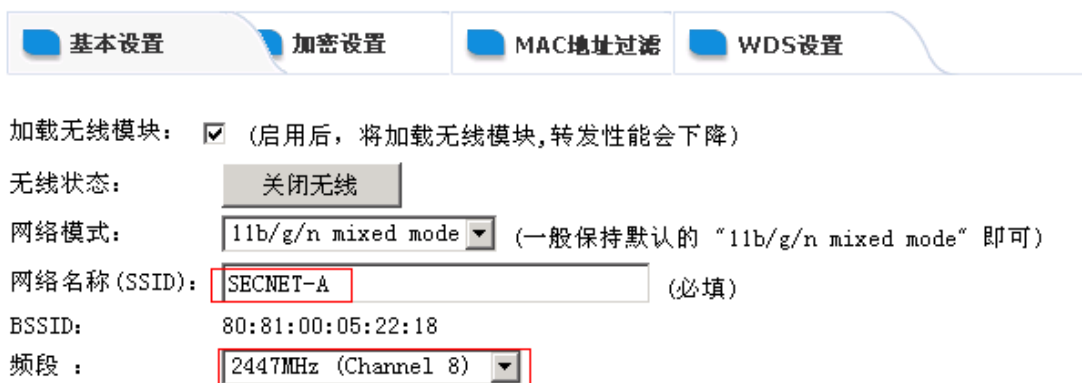 基本设置 加密设置 MAC地址过滤 WDS设置
加载无线模块： (启用后，将加载无线模块,转发性能会下降)
无线状态： 关闭无线
网络模式： 11b/g/n mixed mode (一般保持默认的 "11b/g/n mixed mode" 即可)
网络名称(SSID)： SECNET-A (必填)
BSSID： 80:81:00:05:22:18
频段 ： 2447MHz (Channel 8)